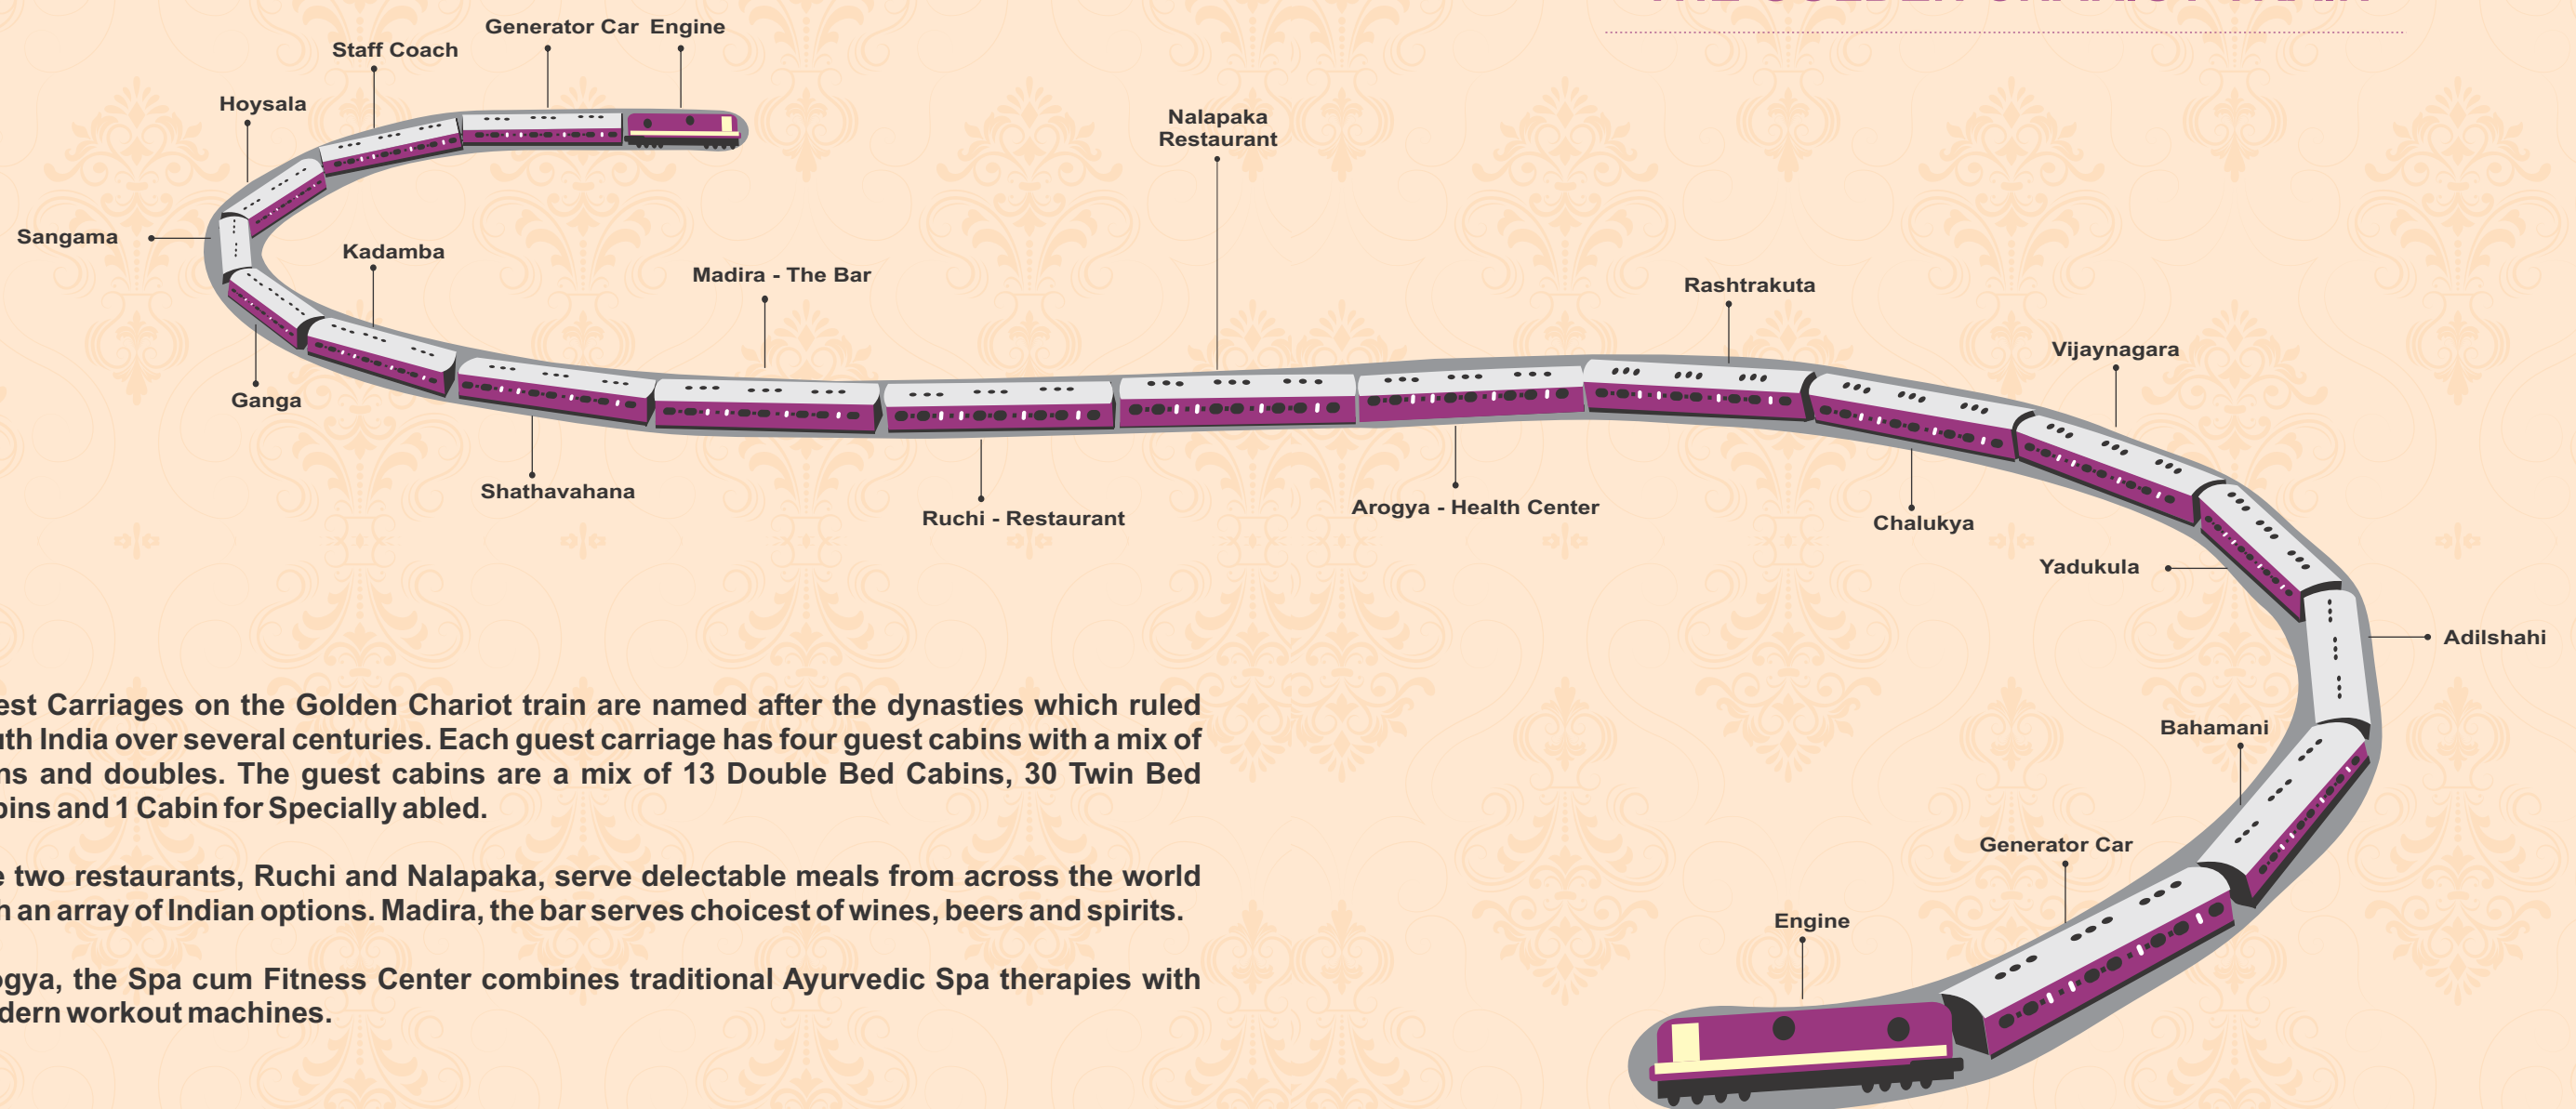 THE GOLDEN CHARIOT TRAIN
Generator Car Engine
Staff Coach
Hoysala
Nalapaka
Restaurant
Sangama
Kadamba
Madira - The Bar
Rashtrakuta
Vijaynagara
Ganga
Shathavahana
Ruchi - Restaurant
Arogya - Health Center
Chalukya
Yadukula
Adilshahi
Bahamani
Generator Car
Engine
est Carriages on the Golden Chariot train are named after the dynasties which ruled
th India over several centuries. Each guest carriage has four guest cabins with a mix of
ns and doubles. The guest cabins are a mix of 13 Double Bed Cabins, 30 Twin Bed
bins and 1 Cabin for Specially abled.
e two restaurants, Ruchi and Nalapaka, serve delectable meals from across the world
h an array of Indian options. Madira, the bar serves choicest of wines, beers and spirits.
ogya, the Spa cum Fitness Center combines traditional Ayurvedic Spa therapies with
dern workout machines.